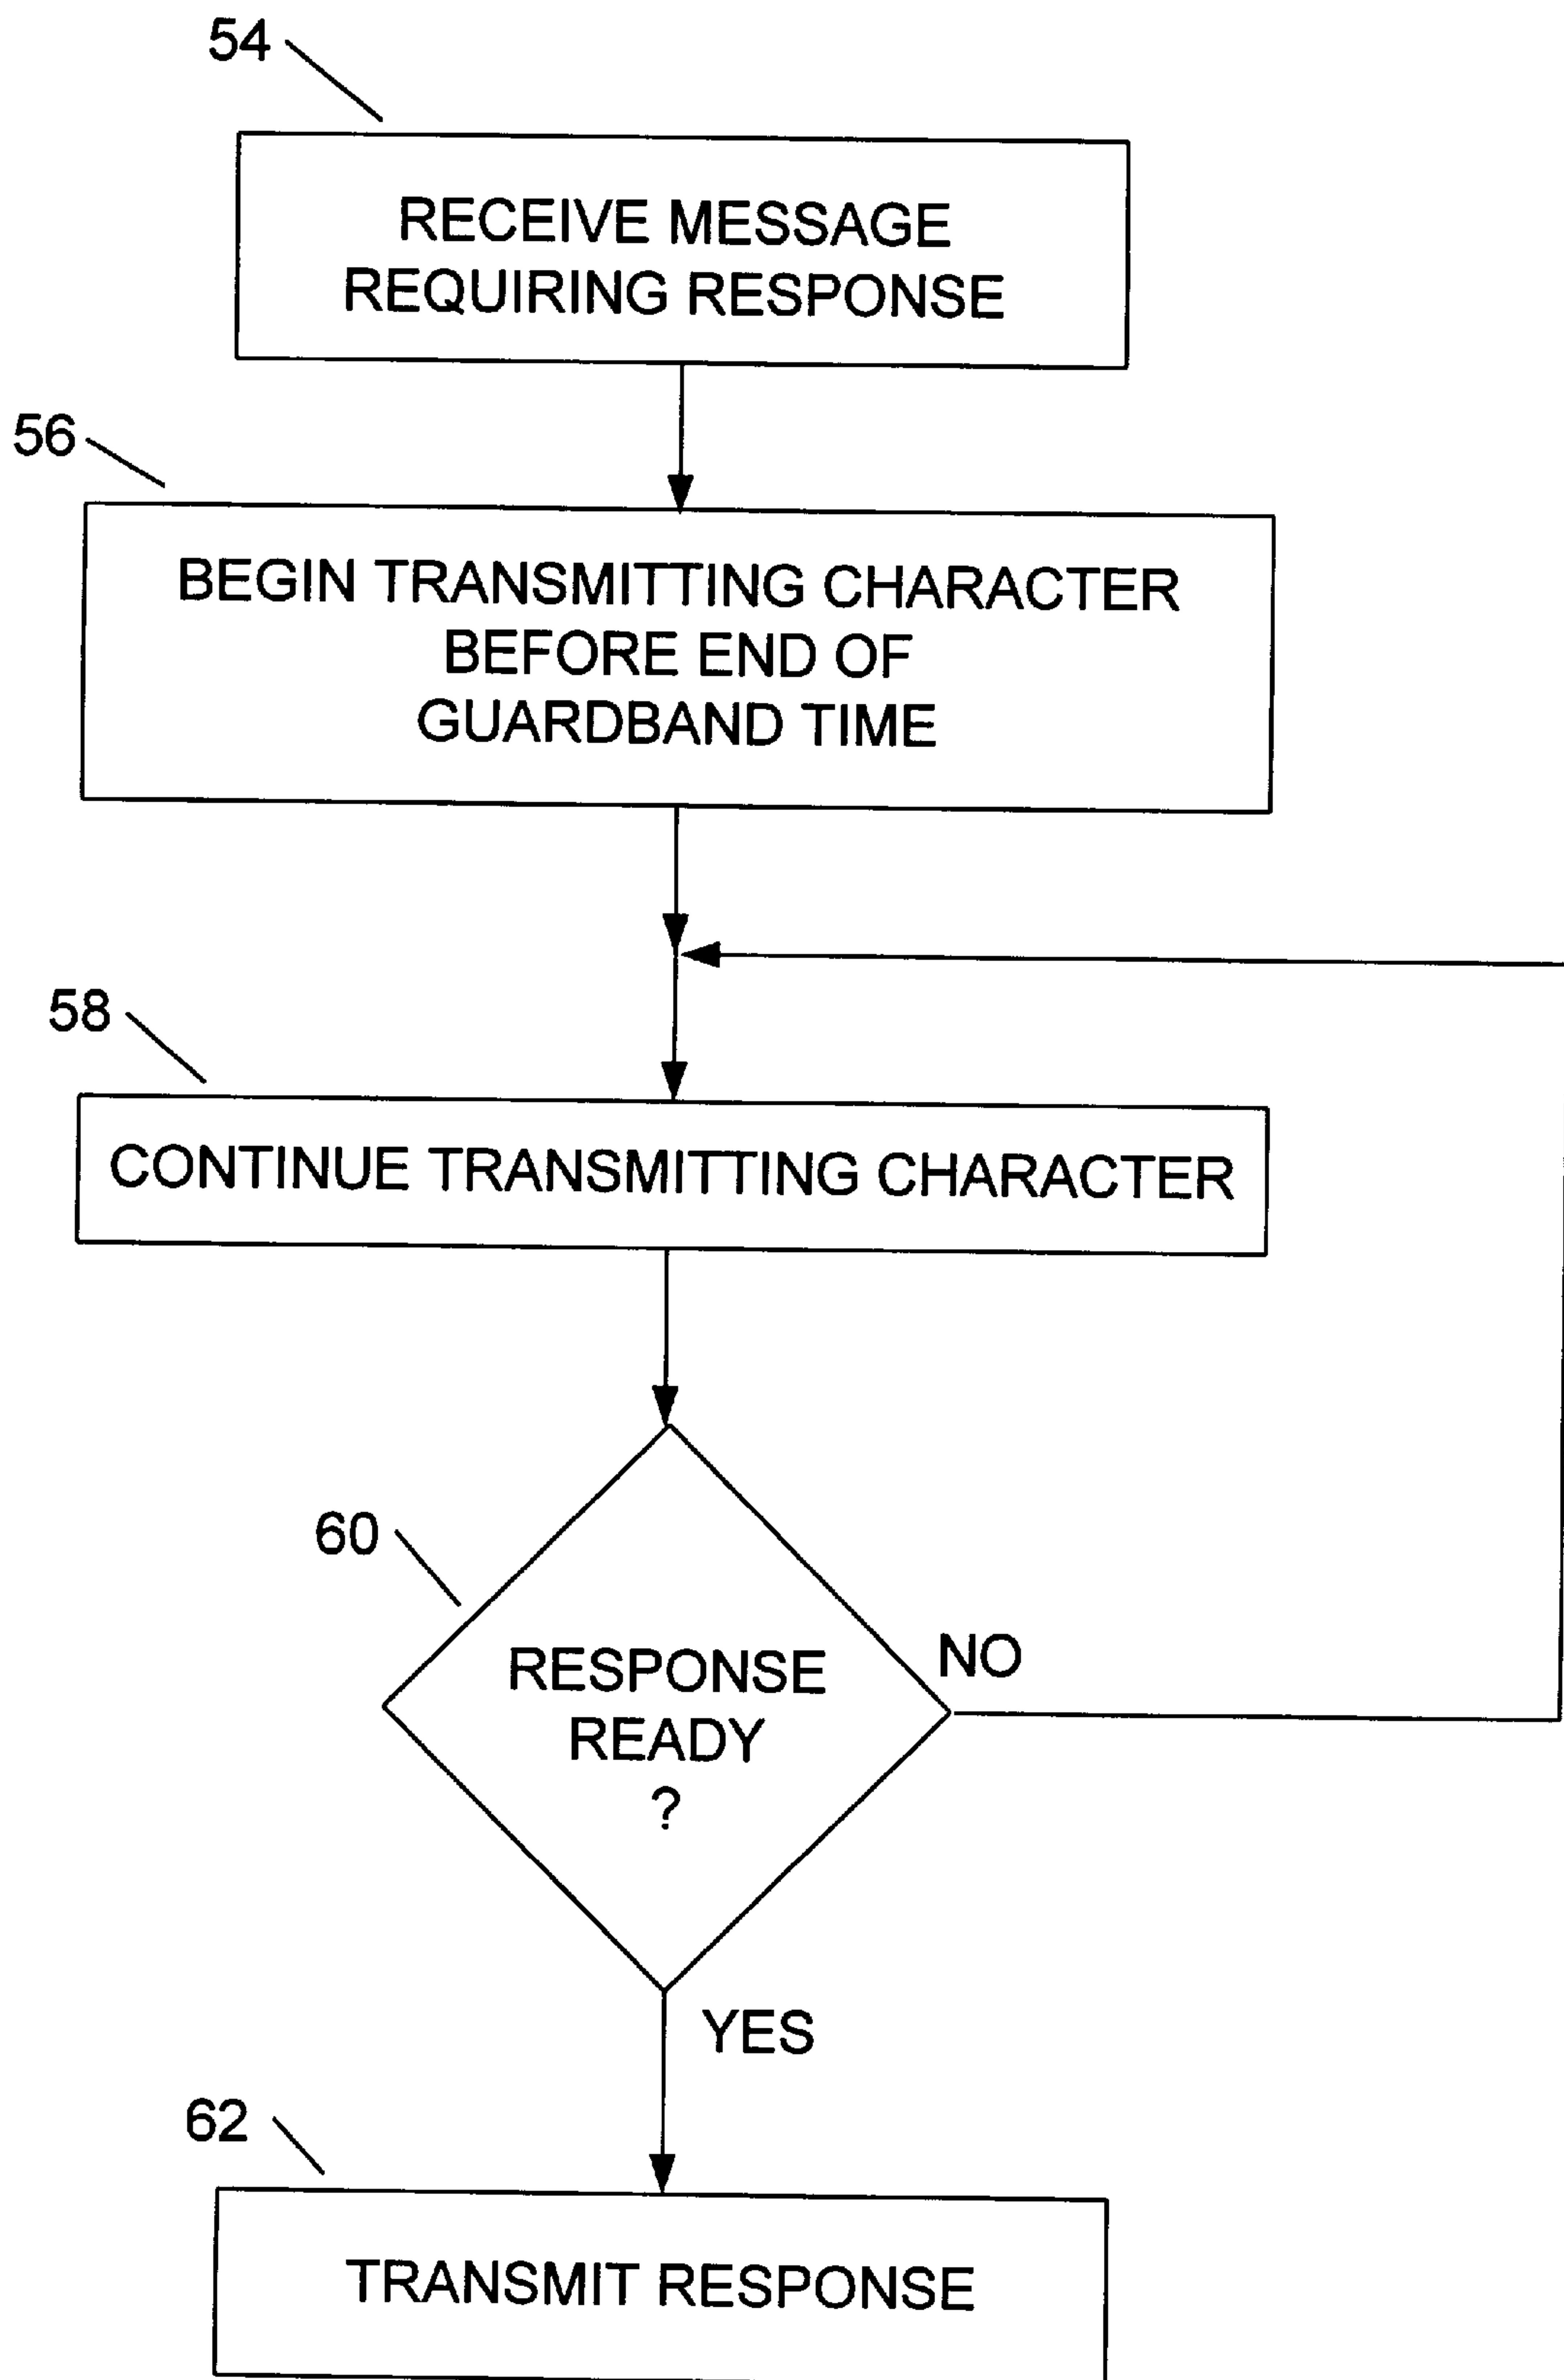 54
RECEIVE MESSAGE
REQUIRING RESPONSE
56
BEGIN TRANSMITTING CHARACTER
BEFORE END OF
GUARDBAND TIME
58
CONTINUE TRANSMITTING CHARACTER
60
RESPONSE
READY
?
NO
YES
62
TRANSMIT RESPONSE